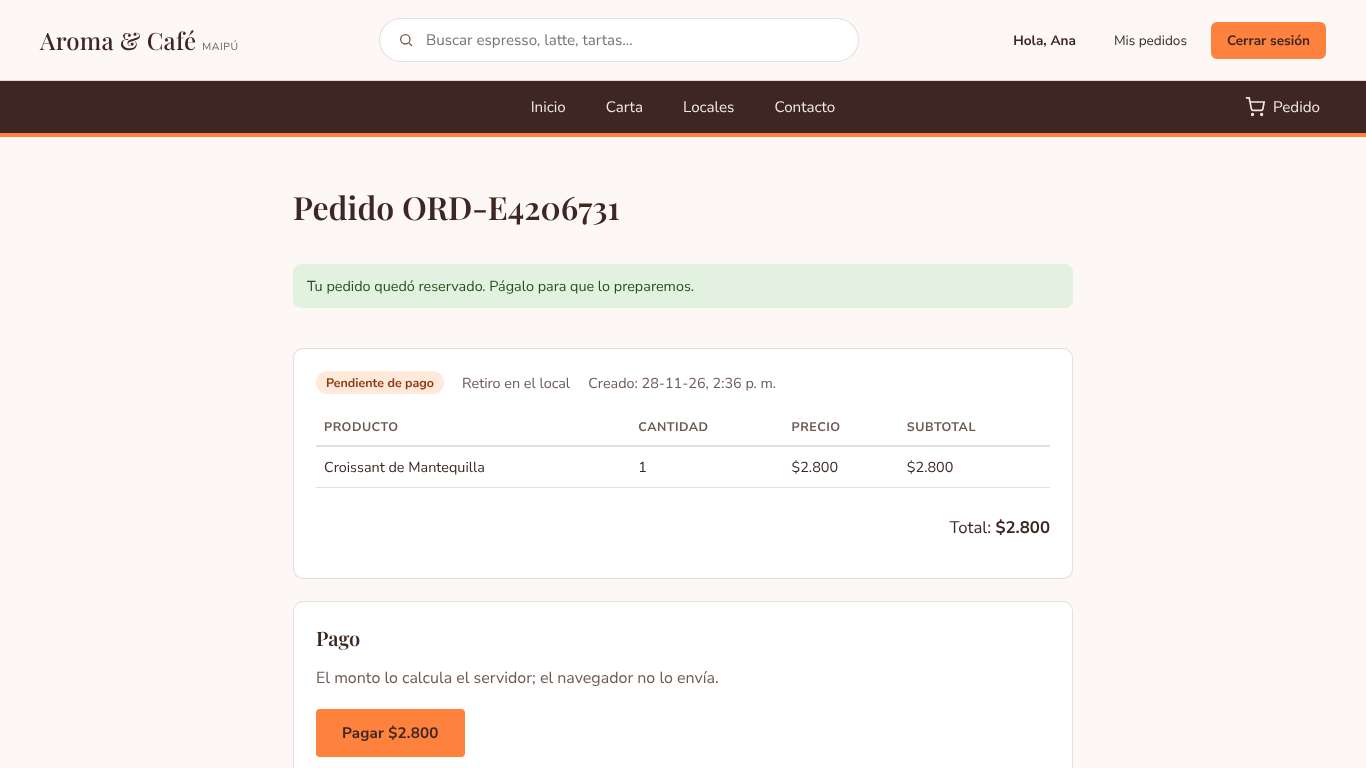 Aroma & Café MAIPÚ
Buscar espresso, latte, tartas...
Hola, Ana
Mis pedidos
Cerrar sesión
Inicio
Carta
Locales
Contacto
Pedido
Pedido ORD-E4206731
Tu pedido quedó reservado. Págalo para que lo preparemos.
Pendiente de pago
Retiro en el local
Creado: 28-11-26, 2:36 p. m.
PRODUCTO CANTIDAD PRECIO SUBTOTAL
Croissant de Mantequilla 1 $2.800 $2.800
Total: $2.800
Pago
El monto lo calcula el servidor; el navegador no lo envía.
Pagar $2.800